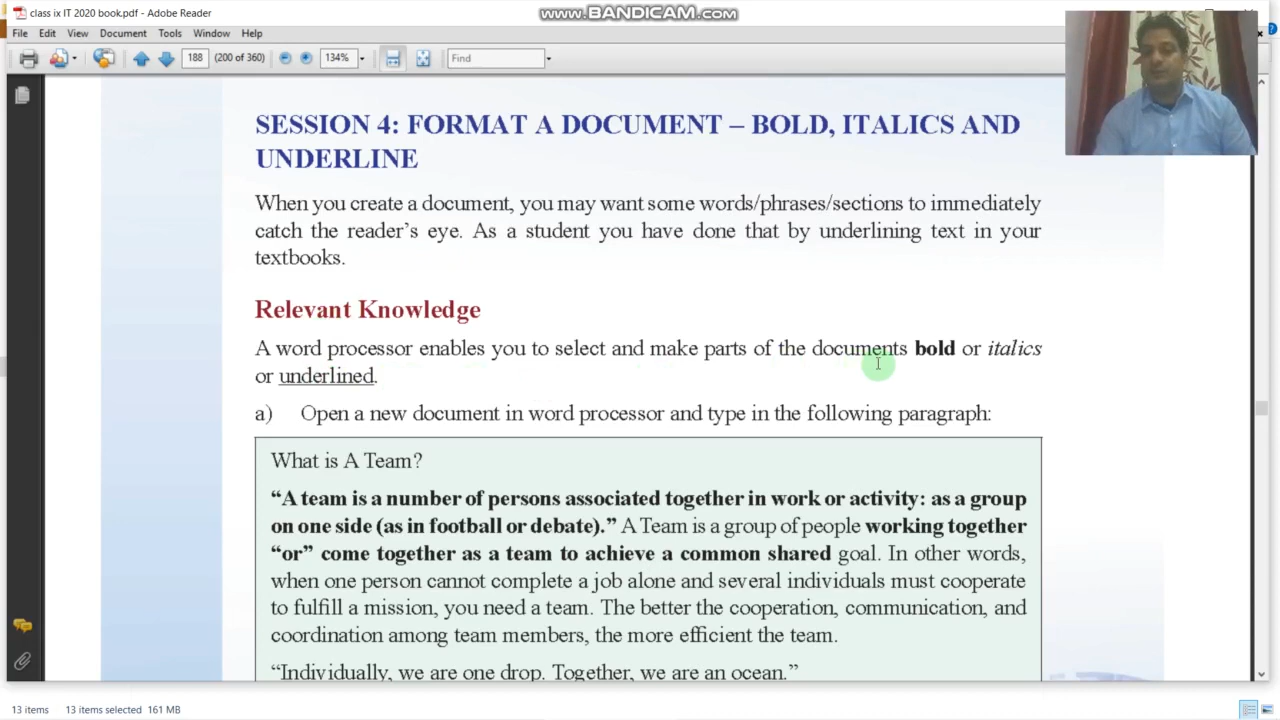 class ix IT 2020 book.pdf - Adobe Reader
www.BANDICAM.com
File Edit View Document Tools Window Help
188 (200 of 360) 134% Find
SESSION 4: FORMAT A DOCUMENT – BOLD, ITALICS AND
UNDERLINE
When you create a document, you may want some words/phrases/sections to immediately
catch the reader’s eye. As a student you have done that by underlining text in your
textbooks.
Relevant Knowledge
A word processor enables you to select and make parts of the documents bold or italics
or underlined.
a) Open a new document in word processor and type in the following paragraph:
What is A Team?
“A team is a number of persons associated together in work or activity: as a group
on one side (as in football or debate).” A Team is a group of people working together
“or” come together as a team to achieve a common shared goal. In other words,
when one person cannot complete a job alone and several individuals must cooperate
to fulfill a mission, you need a team. The better the cooperation, communication, and
coordination among team members, the more efficient the team.
“Individually, we are one drop. Together, we are an ocean.”
13 items 13 items selected 161 MB